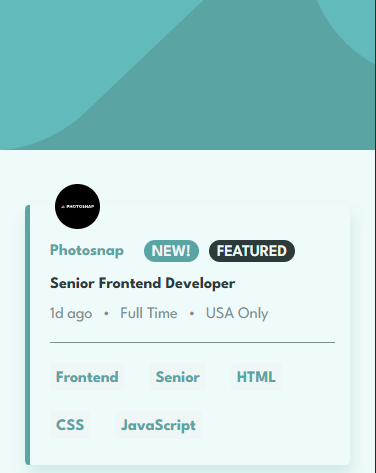 PHOTOSNAP
Photosnap NEW! FEATURED
Senior Frontend Developer
1d ago • Full Time • USA Only
Frontend Senior HTML
CSS JavaScript